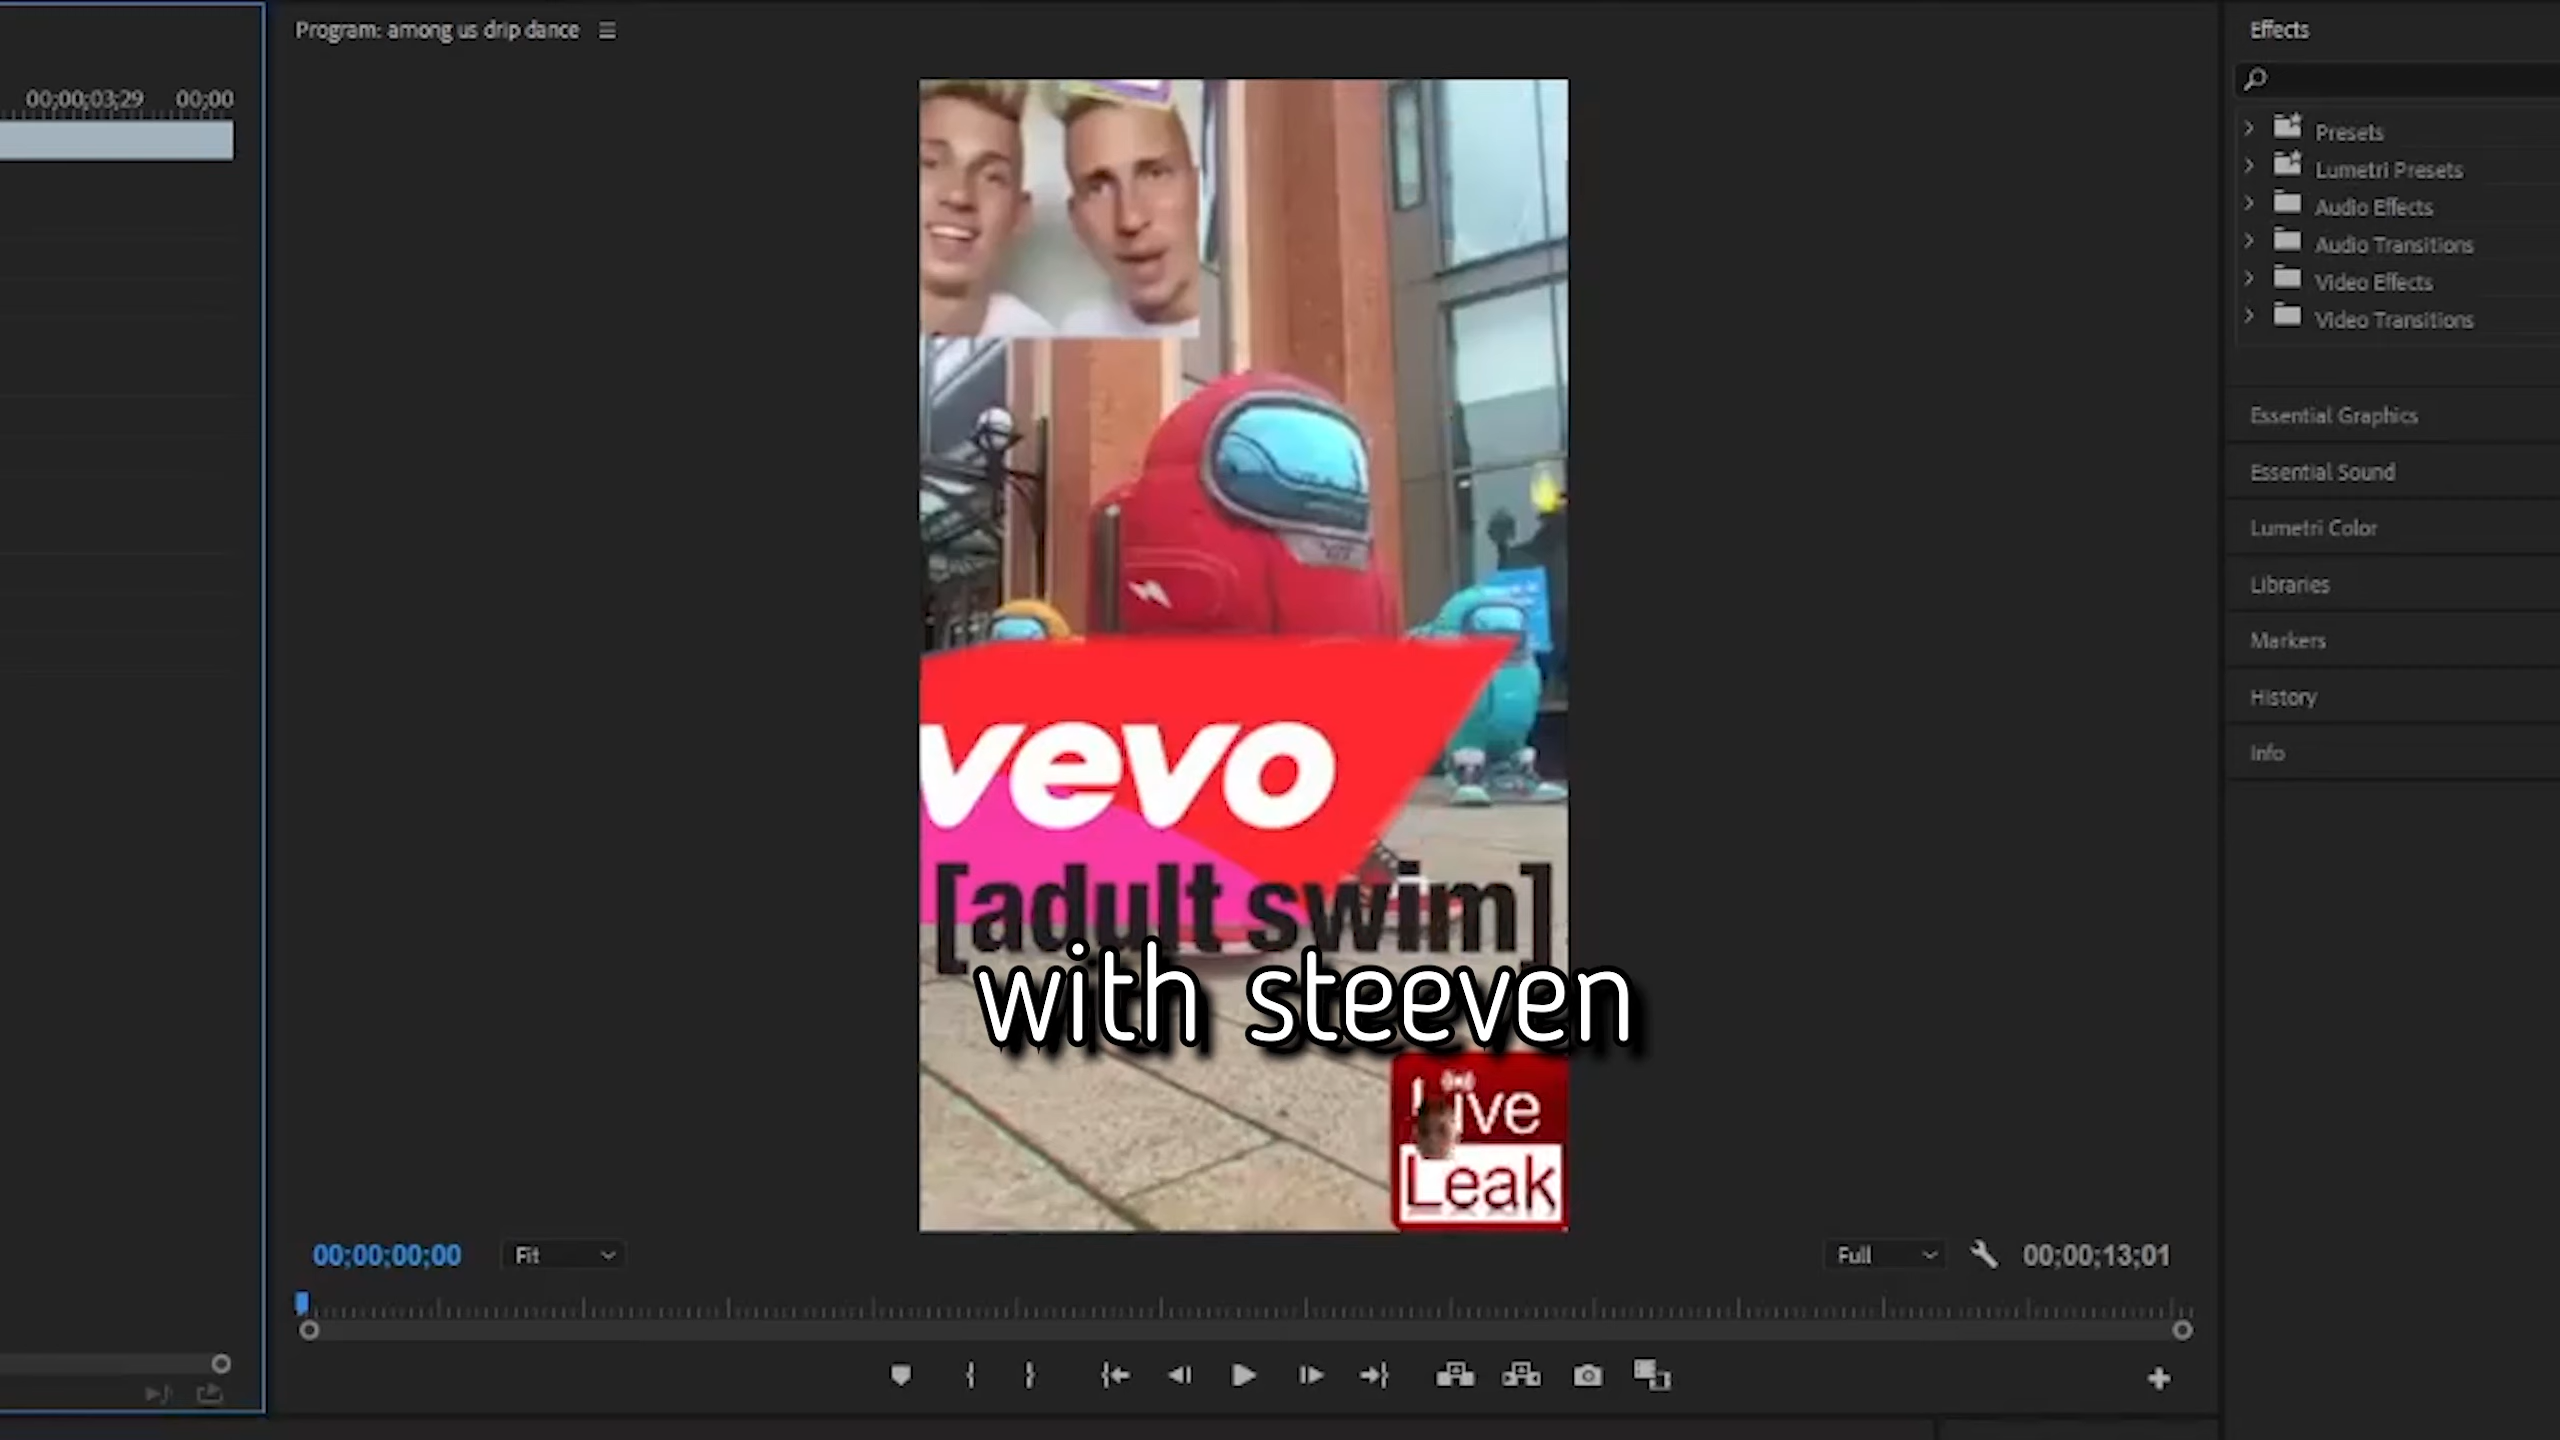 Program: among us drip dance
Effects
00;00;03;29
00;00
Presets
Lumetri Presets
Audio Effects
Audio Transitions
Video Effects
Video Transitions
Essential Graphics
Essential Sound
Lumetri Color
Libraries
Markers
History
Info
vevo
[adult swim]
with steeven
Live
Leak
00;00;00;00
Fit
Full
00;00;13;01